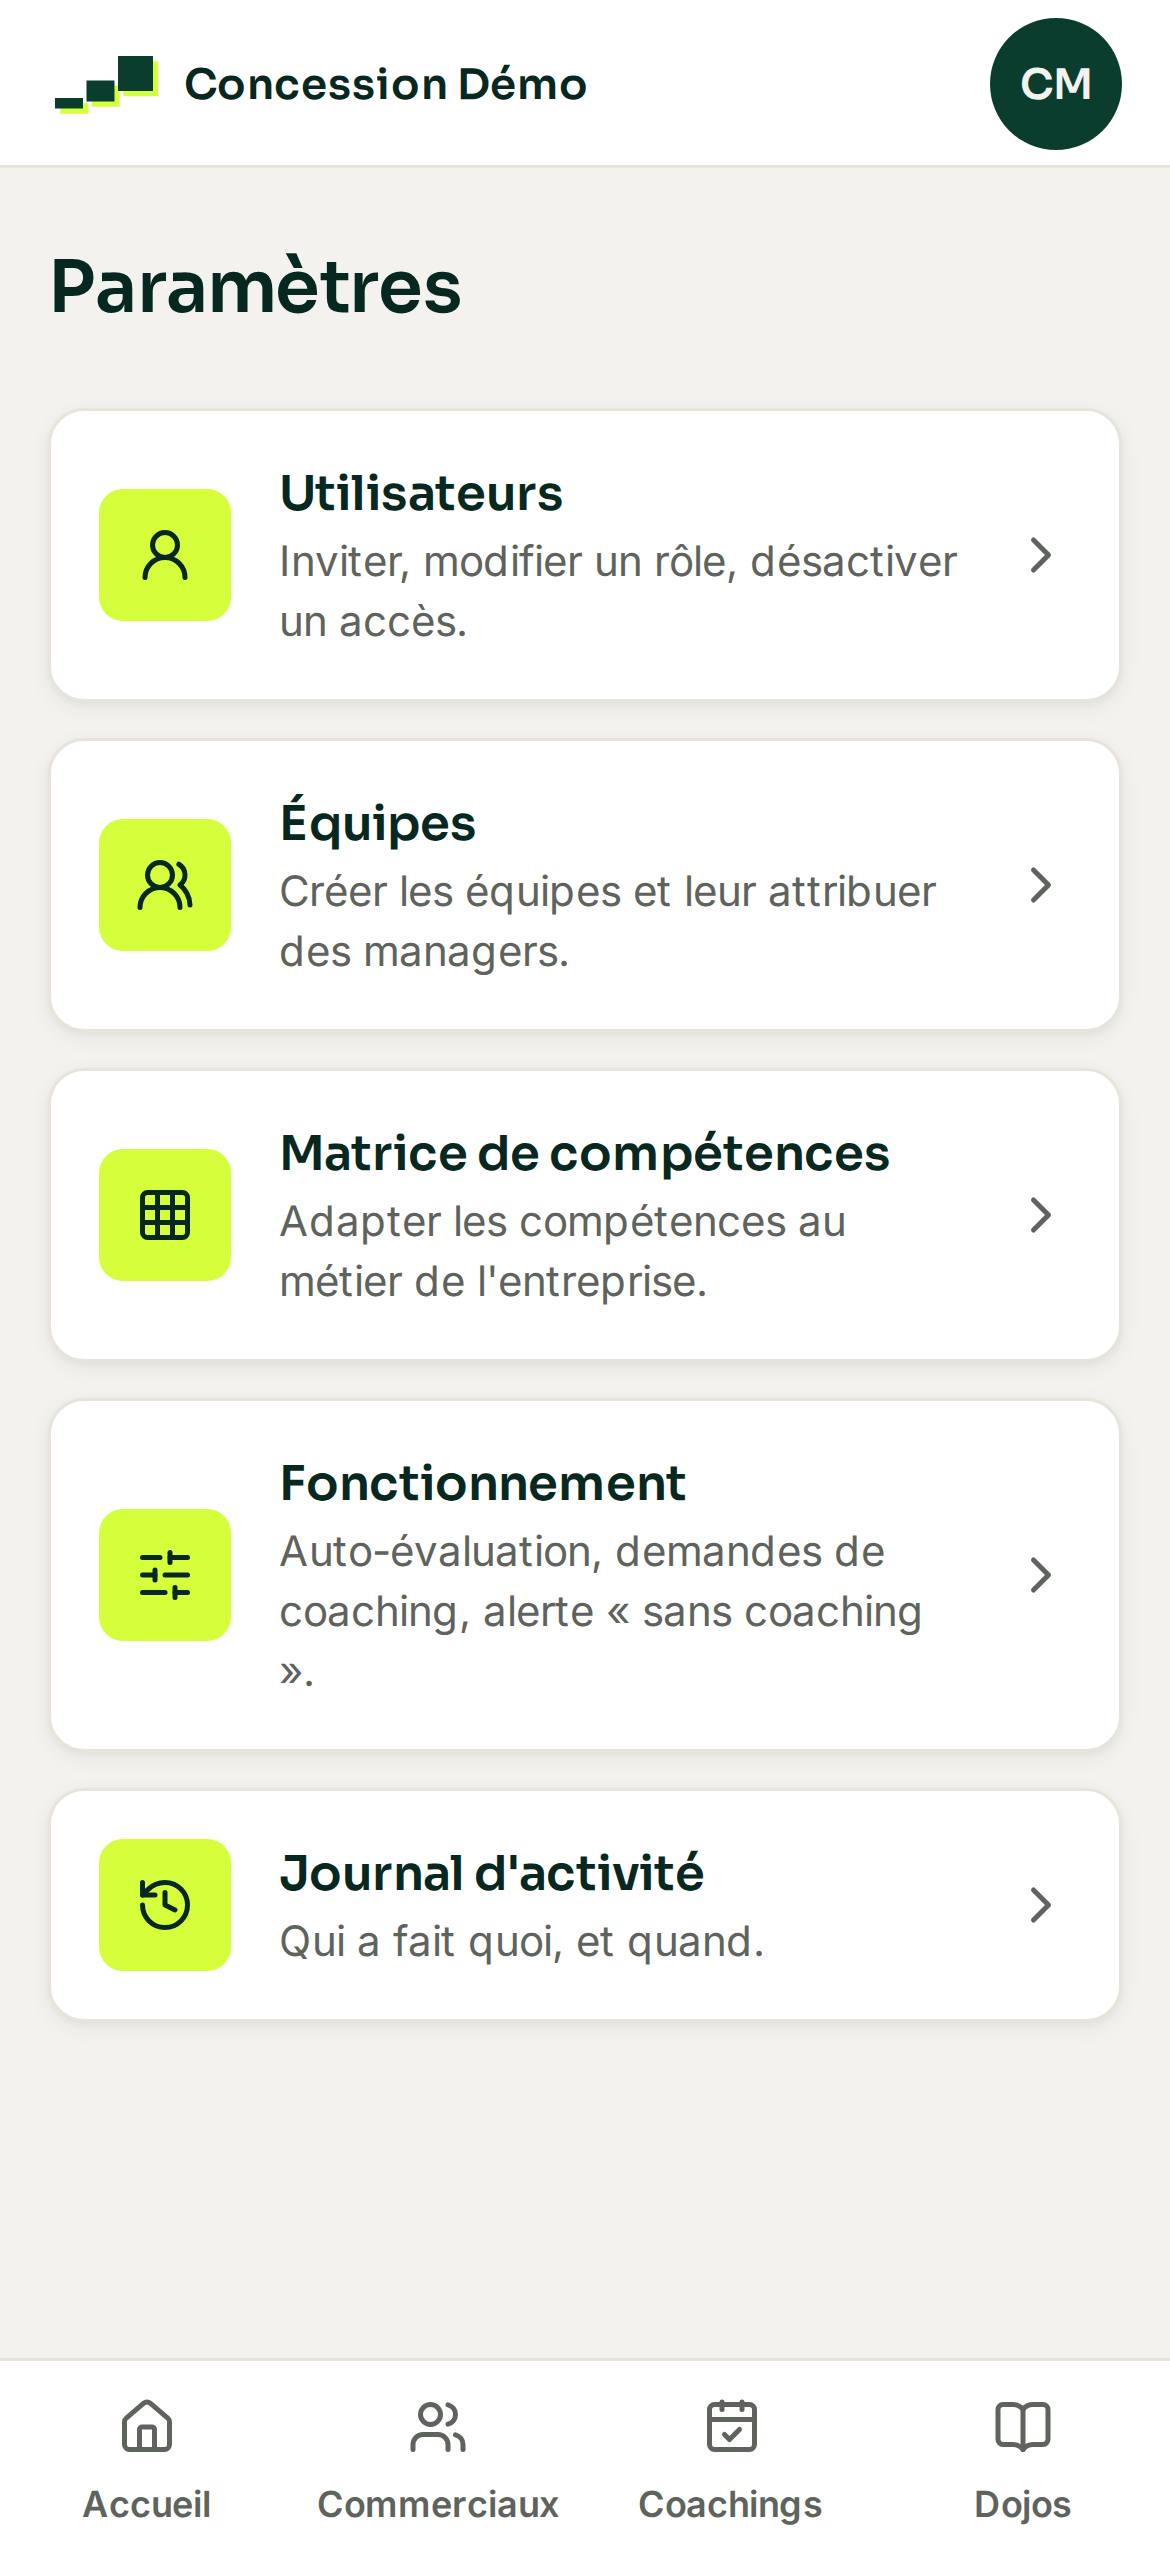 Concession Démo
CM
Paramètres
Utilisateurs
Inviter, modifier un rôle, désactiver
un accès.
Équipes
Créer les équipes et leur attribuer
des managers.
Matrice de compétences
Adapter les compétences au
métier de l'entreprise.
Fonctionnement
Auto-évaluation, demandes de
coaching, alerte « sans coaching
».
Journal d'activité
Qui a fait quoi, et quand.
Accueil
Commerciaux
Coachings
Dojos